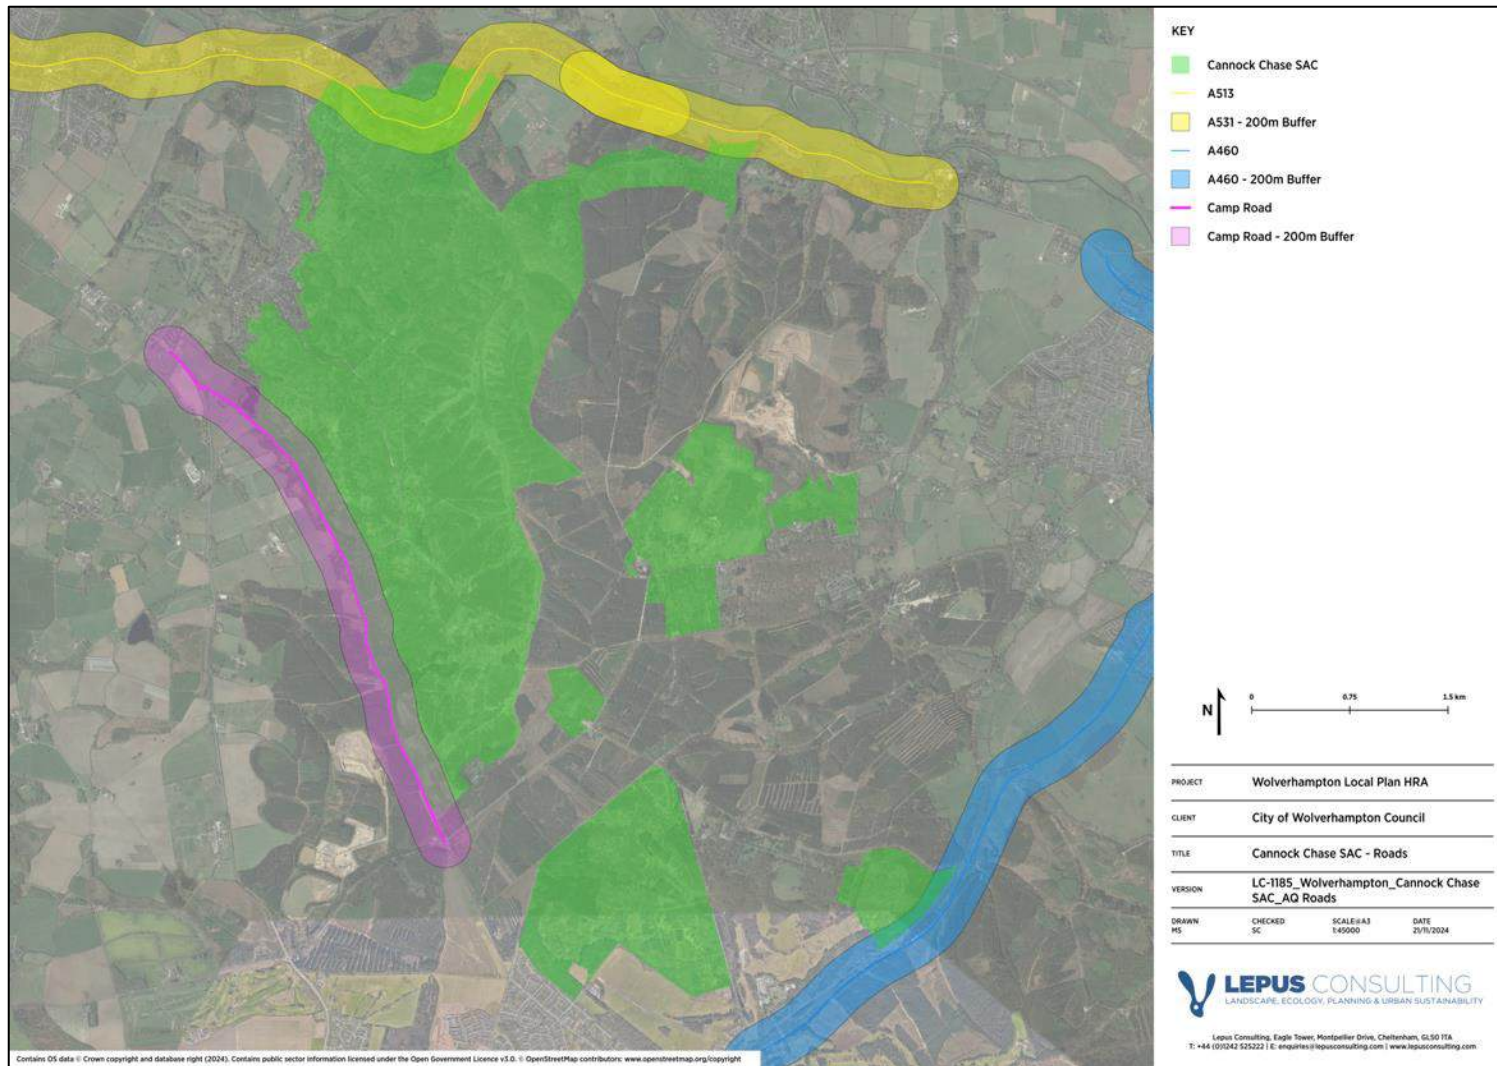 KEY
Cannock Chase SAC
A513
A531 - 200m Buffer
A460
A460 - 200m Buffer
Camp Road
Camp Road - 200m Buffer
N
0 0.75 1.5 km
PROJECT Wolverhampton Local Plan HRA
CLIENT City of Wolverhampton Council
TITLE Cannock Chase SAC - Roads
VERSION LC-1185_Wolverhampton_Cannock Chase
SAC_AQ Roads
DRAWN CHECKED SCALE@A3 DATE
MS SC 1:45000 21/11/2024
LEPUS CONSULTING
LANDSCAPE, ECOLOGY, PLANNING & URBAN SUSTAINABILITY
Lepus Consulting, Eagle Tower, Montpellier Drive, Cheltenham, GL50 1TA
T: +44 (0)1242 525222 | E: enquiries@lepusconsulting.com | www.lepusconsulting.com
Contains OS data © Crown copyright and database right (2024). Contains public sector information licensed under the Open Government Licence v3.0. © OpenStreetMap contributors: www.openstreetmap.org/copyright